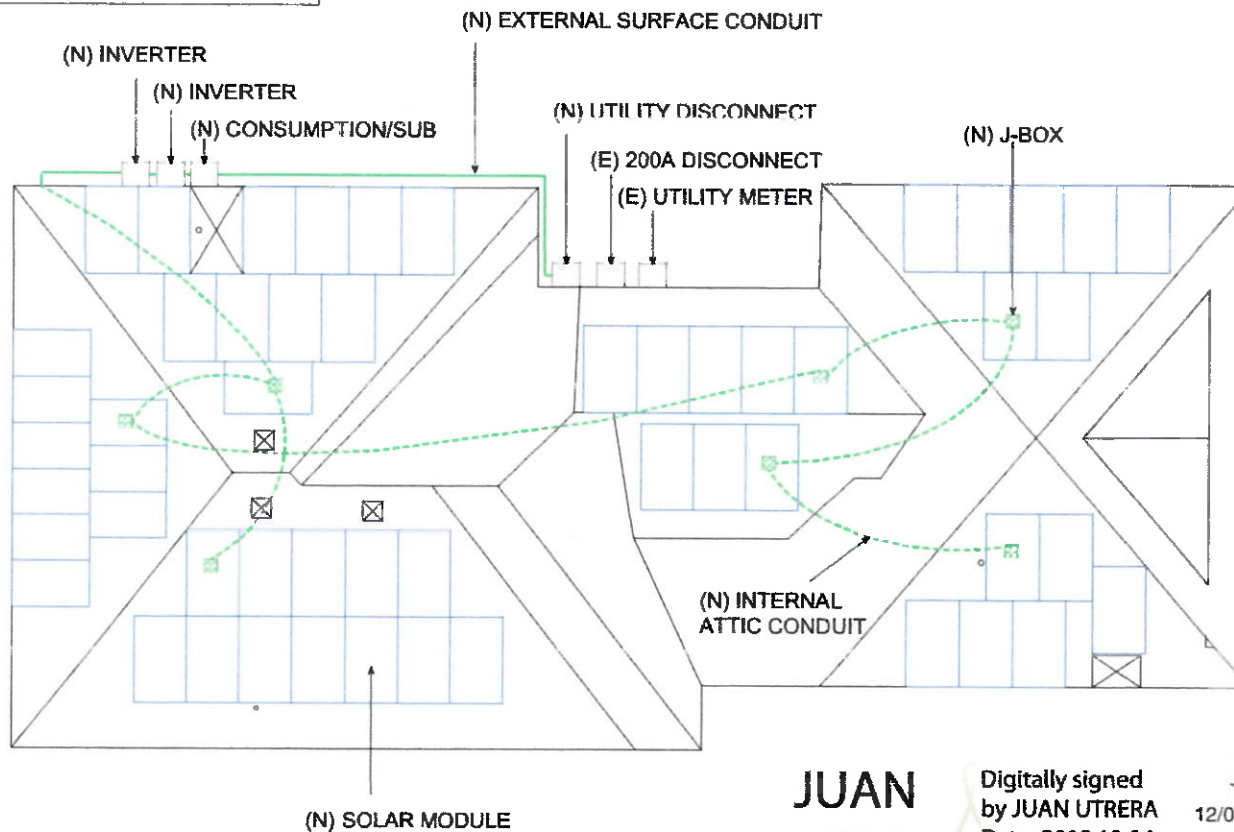 (N) EXTERNAL SURFACE CONDUIT
(N) INVERTER
(N) INVERTER
(N) CONSUMPTION/SUB
(N) UTILITY DISCONNECT
(E) 200A DISCONNECT
(E) UTILITY METER
(N) J-BOX
(N) INTERNAL
ATTIC CONDUIT
(N) SOLAR MODULE
JUAN
Digitally signed
by JUAN UTRERA
12/0